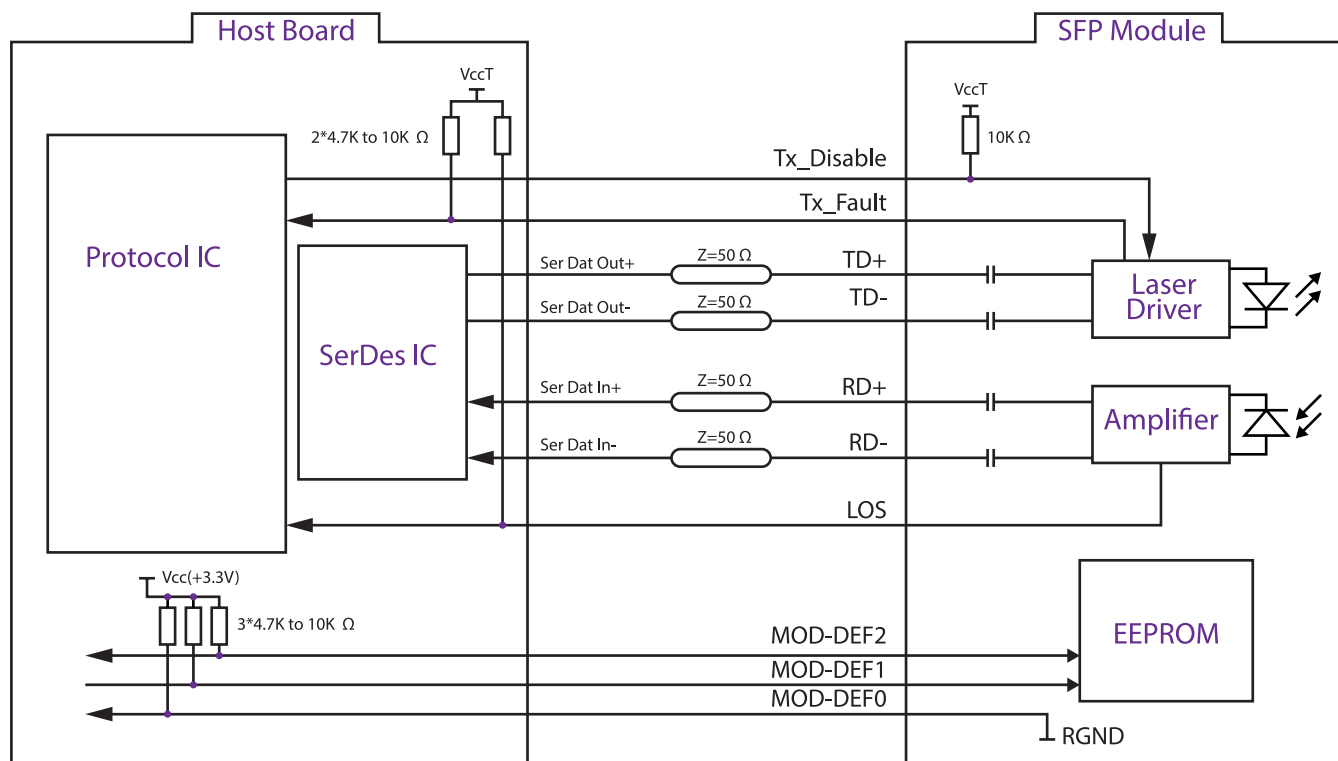 Host Board
SFP Module
VccT
VccT
2*4.7K to 10K Ω
10K Ω
Tx_Disable
Tx_Fault
Protocol IC
Ser Dat Out+
Z=50 Ω
TD+
Laser
Driver
Ser Dat Out-
Z=50 Ω
TD-
SerDes IC
Ser Dat In+
Z=50 Ω
RD+
Amplifier
Ser Dat In-
Z=50 Ω
RD-
LOS
Vcc(+3.3V)
3*4.7K to 10K Ω
MOD-DEF2
EEPROM
MOD-DEF1
MOD-DEF0
RGND